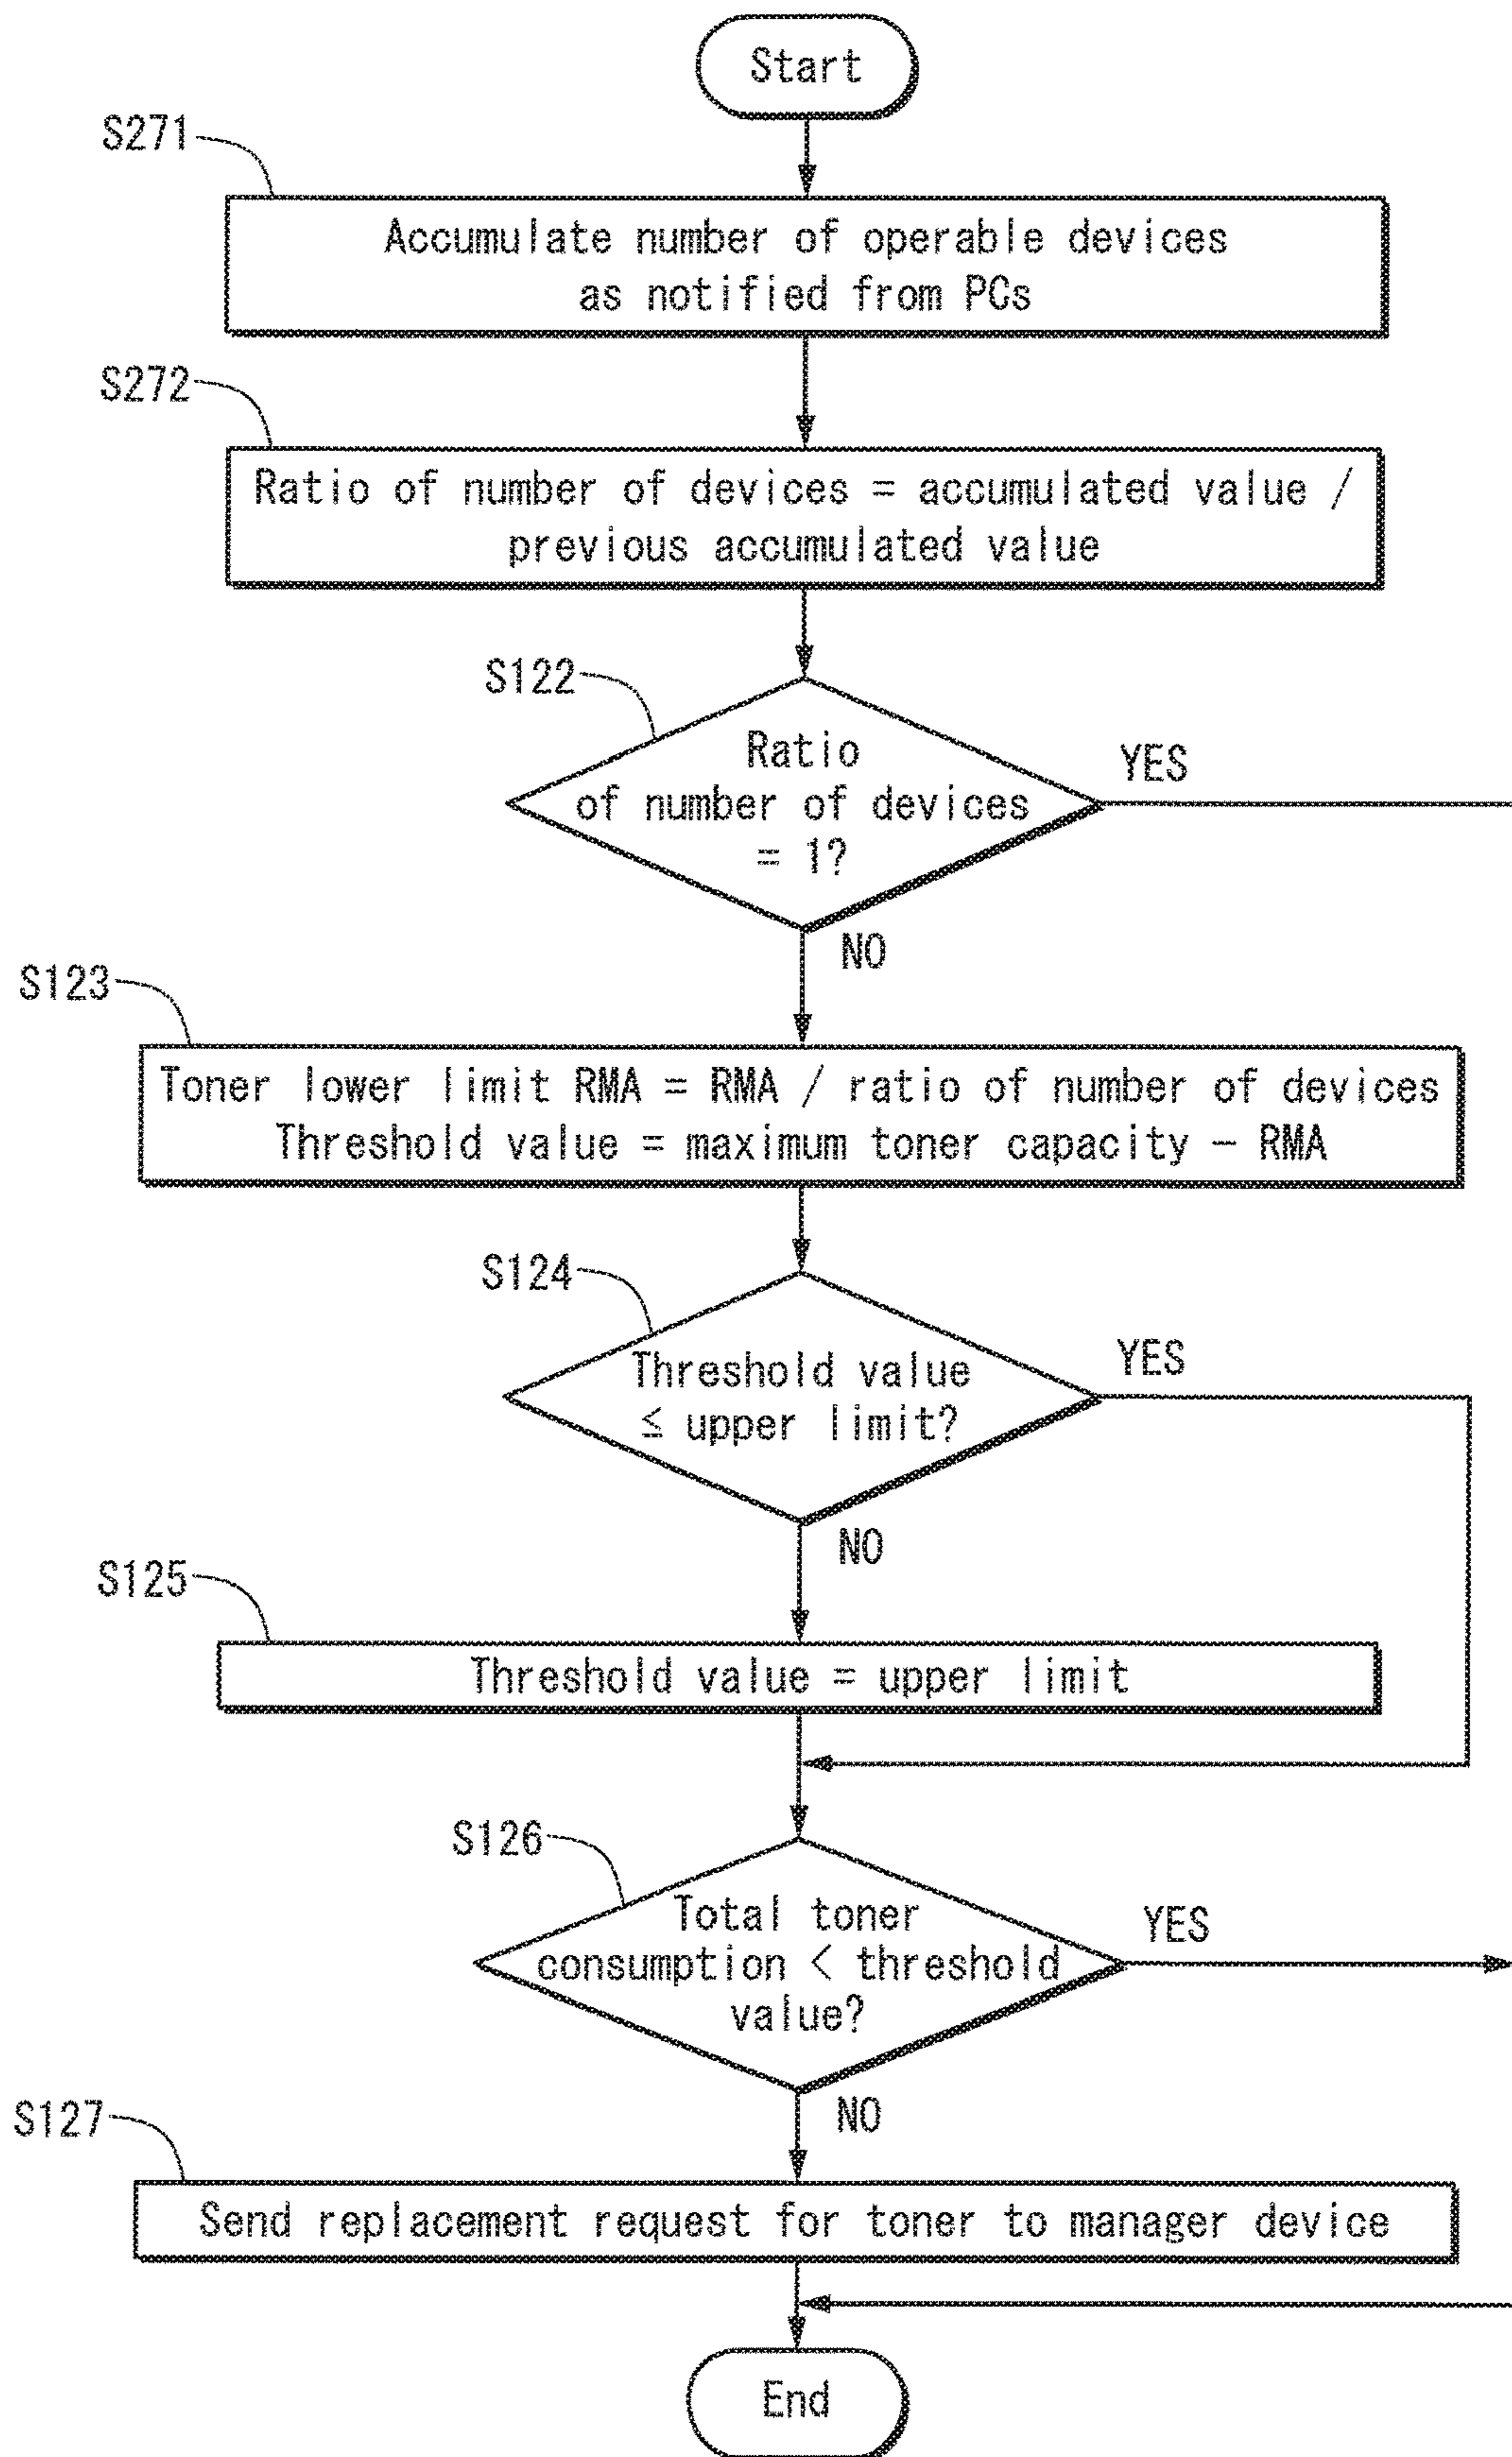 Start
S271
Accumulate number of operable devices
as notified from PCs
S272
Ratio of number of devices = accumulated value /
previous accumulated value
S122
Ratio
of number of devices
= 1?
YES
NO
S123
Toner lower limit RMA = RMA / ratio of number of devices
Threshold value = maximum toner capacity - RMA
S124
Threshold value
≤ upper limit?
YES
NO
S125
Threshold value = upper limit
S126
Total toner
consumption < threshold
value?
YES
NO
S127
Send replacement request for toner to manager device
End